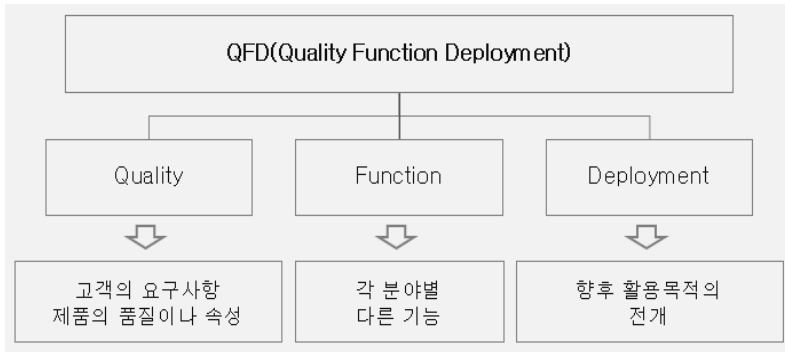 QFD(Quality Function Deployment)
Quality
Function
Deployment
고객의 요구사항
제품의 품질이나 속성
각 분야별
다른 기능
향후 활용목적의
전개